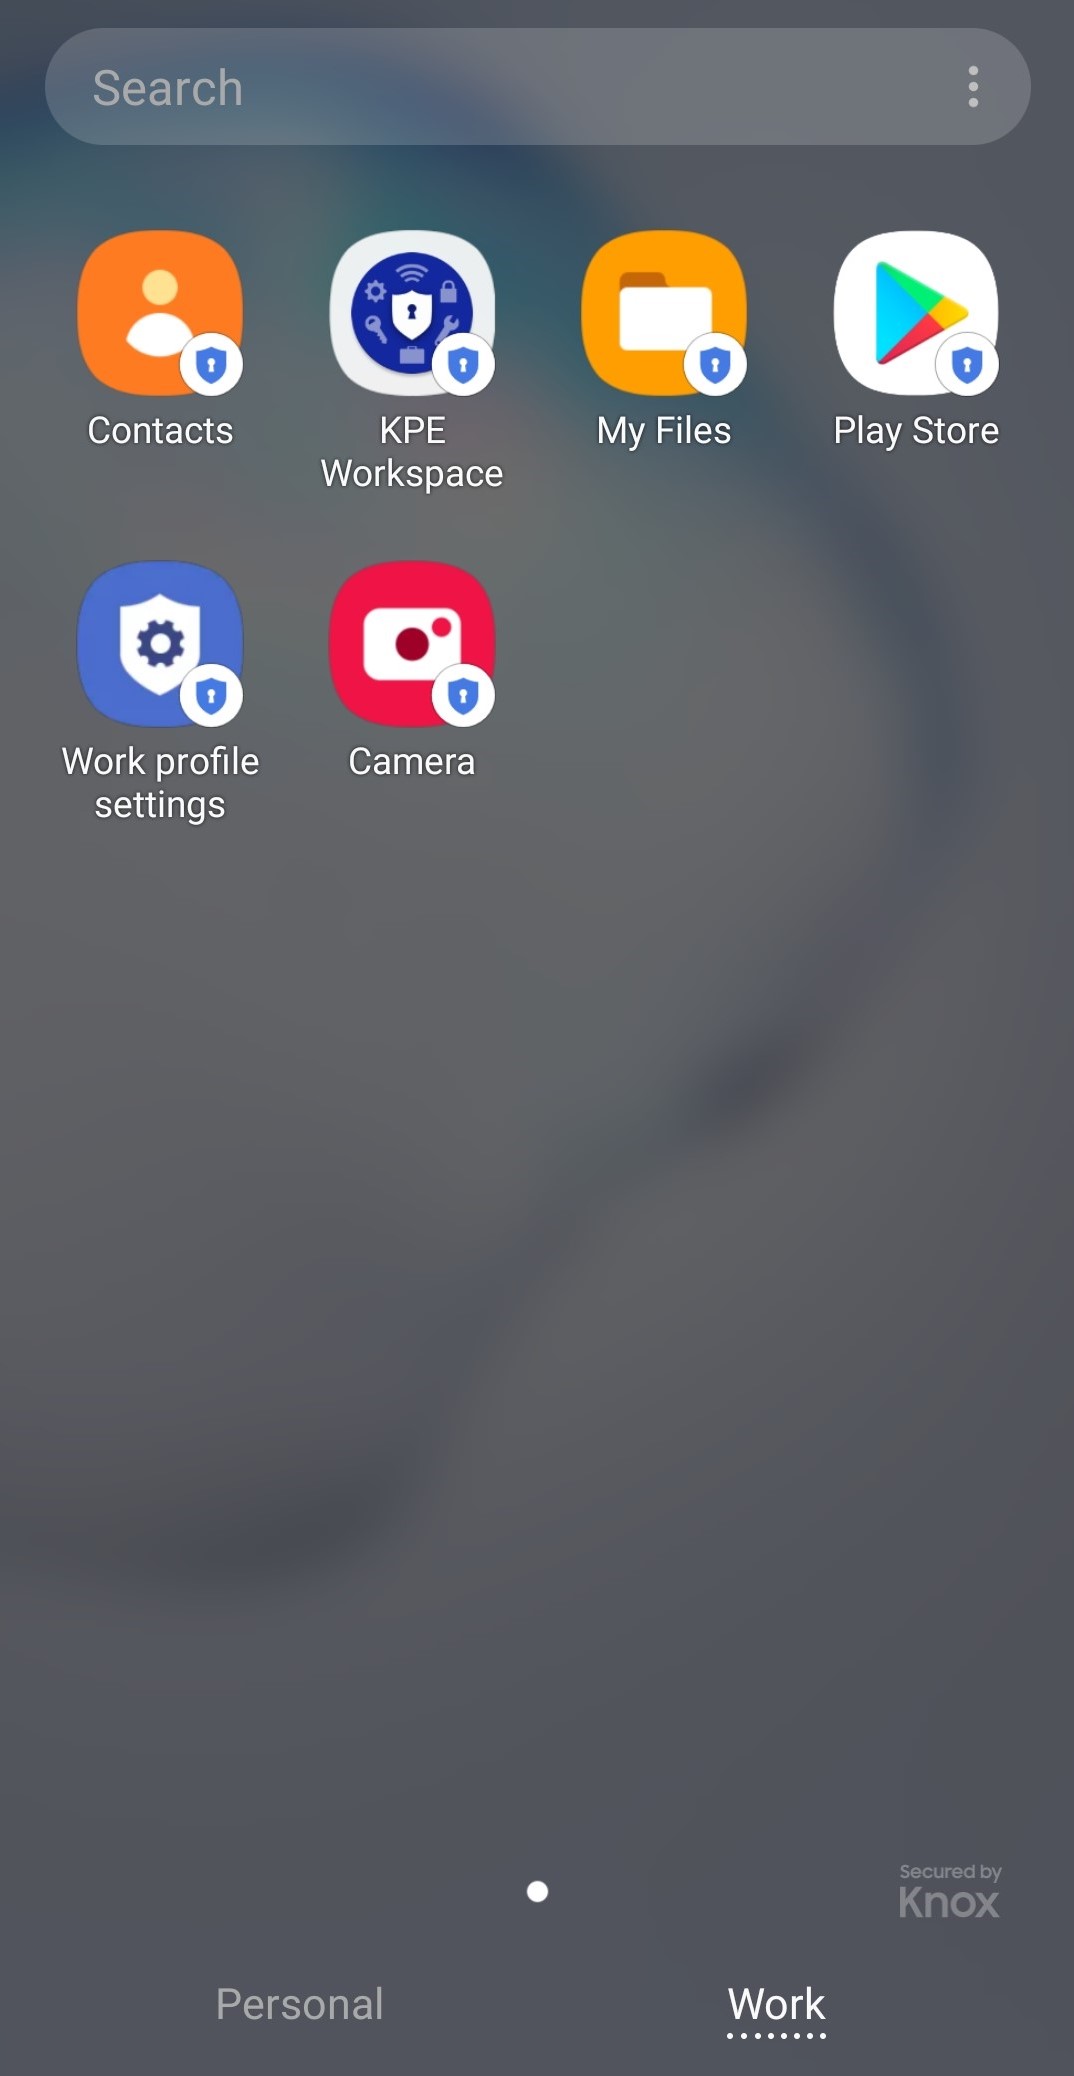 Search
Contacts
KPE
Workspace
My Files
Play Store
Work profile
settings
Camera
Secured by
Knox
Personal
Work